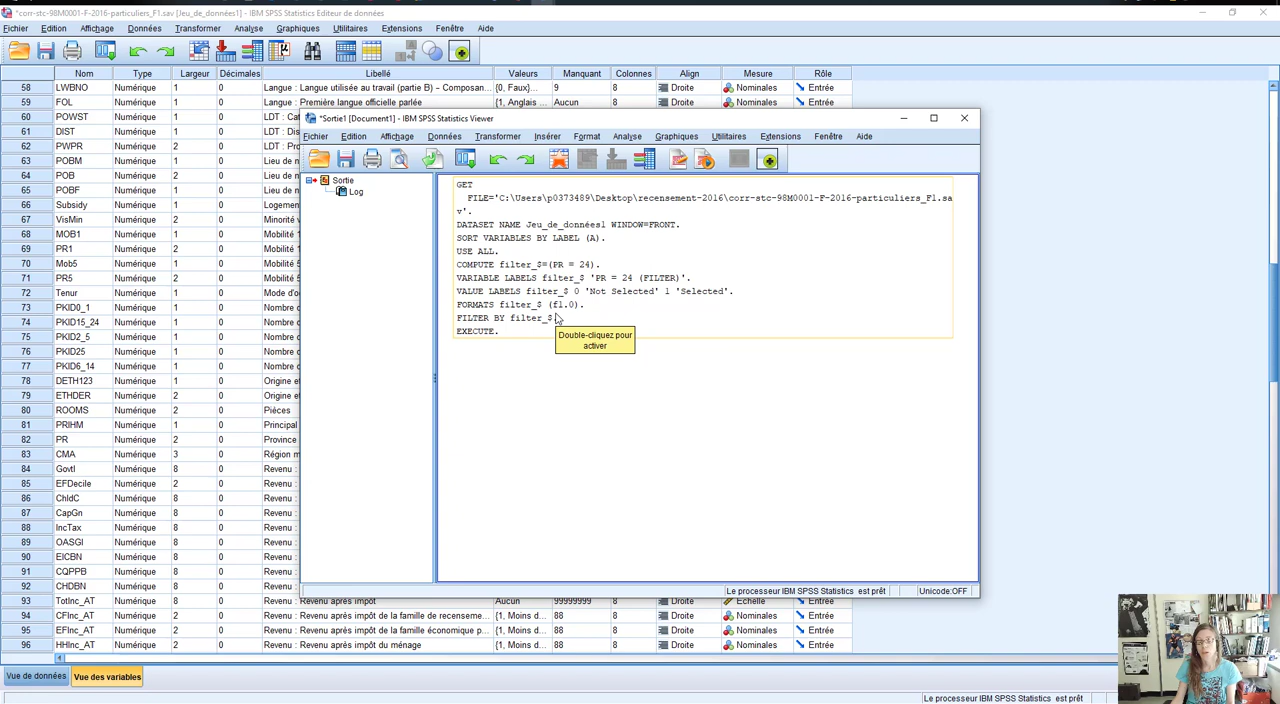 *corr-stc-98M0001-F-2016-particuliers_F1.sav [Jeu_de_données1] - IBM SPSS Statistics Editeur de données
Fichier Edition Affichage Données Transformer Analyse Graphiques Utilitaires Extensions Fenêtre Aide
Nom Type Largeur Décimales Libellé Valeurs Manquant Colonnes Align Mesure Rôle
58 LWBNO Numérique 1 0 Langue : Langue utilisée au travail (partie B) – Composan... {0, Faux}... 9 8 Droite Nominales Entrée
59 FOL Numérique 1 0 Langue : Première langue officielle parlée {1, Anglais ... Aucun 8 Droite Nominales Entrée
60 POWST Numérique 1 0 LDT : Cat
61 DIST Numérique 1 0 LDT : Dis
62 PWPR Numérique 2 0 LDT : Pro
63 POBM Numérique 1 0 Lieu de n
64 POB Numérique 2 0 Lieu de n
65 POBF Numérique 1 0 Lieu de n
66 Subsidy Numérique 1 0 Logemen
67 VisMin Numérique 2 0 Minorité v
68 MOB1 Numérique 1 0 Mobilité 1
69 PR1 Numérique 2 0 Mobilité 1
70 Mob5 Numérique 1 0 Mobilité 5
71 PR5 Numérique 2 0 Mobilité 5
72 Tenur Numérique 1 0 Mode d'o
73 PKID0_1 Numérique 1 0 Nombre d
74 PKID15_24 Numérique 1 0 Nombre d
75 PKID2_5 Numérique 1 0 Nombre d
76 PKID25 Numérique 1 0 Nombre d
77 PKID6_14 Numérique 1 0 Nombre d
78 DETH123 Numérique 1 0 Origine et
79 ETHDER Numérique 2 0 Origine et
80 ROOMS Numérique 2 0 Pièces
81 PRIHM Numérique 1 0 Principal
82 PR Numérique 2 0 Province
83 CMA Numérique 3 0 Région m
84 GovtI Numérique 8 0 Revenu :
85 EFDecile Numérique 2 0 Revenu :
86 ChldC Numérique 8 0 Revenu :
87 CapGn Numérique 8 0 Revenu :
88 IncTax Numérique 8 0 Revenu :
89 OASGI Numérique 8 0 Revenu :
90 EICBN Numérique 8 0 Revenu :
91 CQPPB Numérique 8 0 Revenu :
92 CHDBN Numérique 8 0 Revenu :
93 TotInc_AT Numérique 8 0 Revenu : Revenu après impôt Aucun 99999999 8 Droite Echelle Entrée
94 CFInc_AT Numérique 2 0 Revenu : Revenu après impôt de la famille de recenseme... {1, Moins d... 88 8 Droite Nominales Entrée
95 EFInc_AT Numérique 2 0 Revenu : Revenu après impôt de la famille économique p... {1, Moins d... 88 8 Droite Nominales Entrée
96 HHInc_AT Numérique 2 0 Revenu : Revenu après impôt du ménage {1, Moins d... 88 8 Droite Nominales Entrée
Vue de données Vue des variables
Le processeur IBM SPSS Statistics est prêt
*Sortie1 [Document1] - IBM SPSS Statistics Viewer
Fichier Edition Affichage Données Transformer Insérer Format Analyse Graphiques Utilitaires Extensions Fenêtre Aide
Sortie
Log
GET
FILE='C:\Users\p0373489\Desktop\recensement-2016\corr-stc-98M0001-F-2016-particuliers_F1.sa
v'.
DATASET NAME Jeu_de_données1 WINDOW=FRONT.
SORT VARIABLES BY LABEL (A).
USE ALL.
COMPUTE filter_$=(PR = 24).
VARIABLE LABELS filter_$ 'PR = 24 (FILTER)'.
VALUE LABELS filter_$ 0 'Not Selected' 1 'Selected'.
FORMATS filter_$ (f1.0).
FILTER BY filter_$.
EXECUTE.
Double-cliquez pour
activer
Le processeur IBM SPSS Statistics est prêt Unicode:OFF